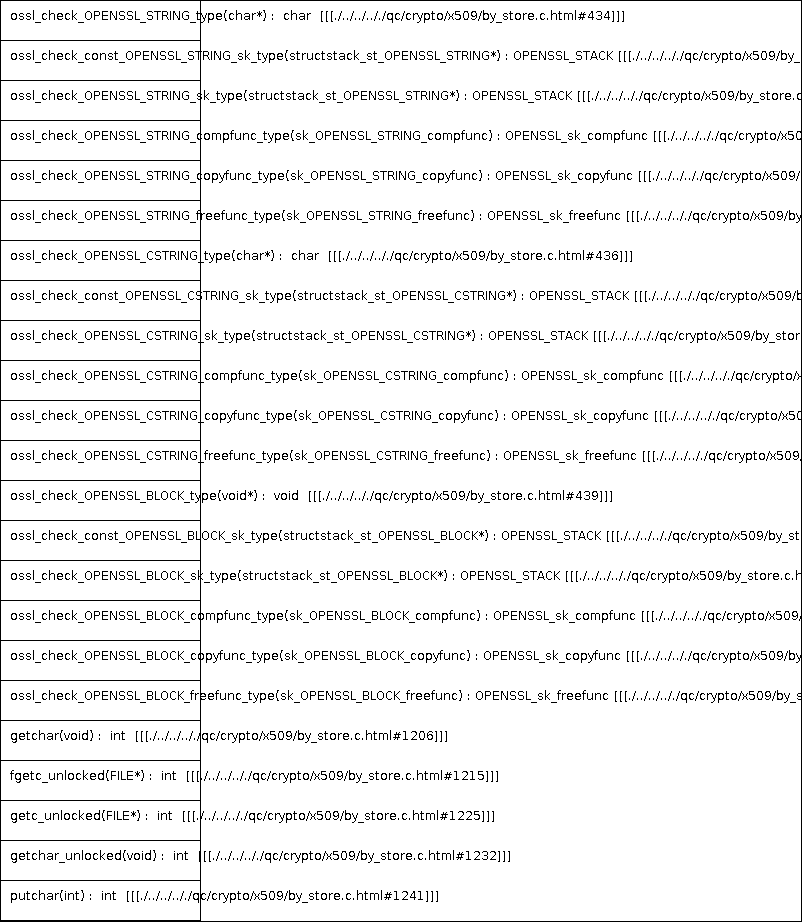 ossl_check_OPENSSL_STRING_type(char*) : char [[[./../../././qc/crypto/x509/by_store.c.html#434]]]
ossl_check_const_OPENSSL_STRING_sk_type(structstack_st_OPENSSL_STRING*) : OPENSSL_STACK [[[./../../././qc/crypto/x509/by_
ossl_check_OPENSSL_STRING_sk_type(structstack_st_OPENSSL_STRING*) : OPENSSL_STACK [[[./../../././qc/crypto/x509/by_store.c
ossl_check_OPENSSL_STRING_compfunc_type(sk_OPENSSL_STRING_compfunc) : OPENSSL_sk_compfunc [[[./../../././qc/crypto/x50
ossl_check_OPENSSL_STRING_copyfunc_type(sk_OPENSSL_STRING_copyfunc) : OPENSSL_sk_copyfunc [[[./../../././qc/crypto/x509/
ossl_check_OPENSSL_STRING_freefunc_type(sk_OPENSSL_STRING_freefunc) : OPENSSL_sk_freefunc [[[./../../././qc/crypto/x509/by
ossl_check_OPENSSL_CSTRING_type(char*) : char [[[./../../././qc/crypto/x509/by_store.c.html#436]]]
ossl_check_const_OPENSSL_CSTRING_sk_type(structstack_st_OPENSSL_CSTRING*) : OPENSSL_STACK [[[./../../././qc/crypto/x509/b
ossl_check_OPENSSL_CSTRING_sk_type(structstack_st_OPENSSL_CSTRING*) : OPENSSL_STACK [[[./../../././qc/crypto/x509/by_stor
ossl_check_OPENSSL_CSTRING_compfunc_type(sk_OPENSSL_CSTRING_compfunc) : OPENSSL_sk_compfunc [[[./../../././qc/crypto/x
ossl_check_OPENSSL_CSTRING_copyfunc_type(sk_OPENSSL_CSTRING_copyfunc) : OPENSSL_sk_copyfunc [[[./../../././qc/crypto/x50
ossl_check_OPENSSL_CSTRING_freefunc_type(sk_OPENSSL_CSTRING_freefunc) : OPENSSL_sk_freefunc [[[./../../././qc/crypto/x509/
ossl_check_OPENSSL_BLOCK_type(void*) : void [[[./../../././qc/crypto/x509/by_store.c.html#439]]]
ossl_check_const_OPENSSL_BLOCK_sk_type(structstack_st_OPENSSL_BLOCK*) : OPENSSL_STACK [[[./../../././qc/crypto/x509/by_st
ossl_check_OPENSSL_BLOCK_sk_type(structstack_st_OPENSSL_BLOCK*) : OPENSSL_STACK [[[./../../././qc/crypto/x509/by_store.c.h
ossl_check_OPENSSL_BLOCK_compfunc_type(sk_OPENSSL_BLOCK_compfunc) : OPENSSL_sk_compfunc [[[./../../././qc/crypto/x509/
ossl_check_OPENSSL_BLOCK_copyfunc_type(sk_OPENSSL_BLOCK_copyfunc) : OPENSSL_sk_copyfunc [[[./../../././qc/crypto/x509/by
ossl_check_OPENSSL_BLOCK_freefunc_type(sk_OPENSSL_BLOCK_freefunc) : OPENSSL_sk_freefunc [[[./../../././qc/crypto/x509/by_s
getchar(void) : int [[[./../../././qc/crypto/x509/by_store.c.html#1206]]]
fgetc_unlocked(FILE*) : int [[[./../../././qc/crypto/x509/by_store.c.html#1215]]]
getc_unlocked(FILE*) : int [[[./../../././qc/crypto/x509/by_store.c.html#1225]]]
getchar_unlocked(void) : int [[[./../../././qc/crypto/x509/by_store.c.html#1232]]]
putchar(int) : int [[[./../../././qc/crypto/x509/by_store.c.html#1241]]]